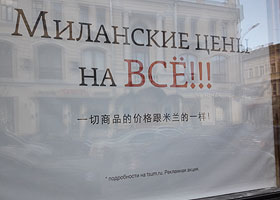 Миланские цены
на ВСЁ!!!
一切商品的价格跟米兰的一样!
* подробности на tsum.ru. Рекламная акция.